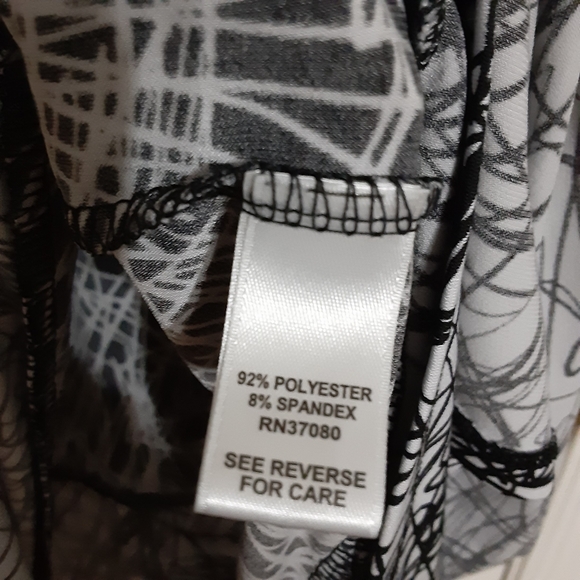 92% POLYESTER
8% SPANDEX
RN37080
SEE REVERSE
FOR CARE